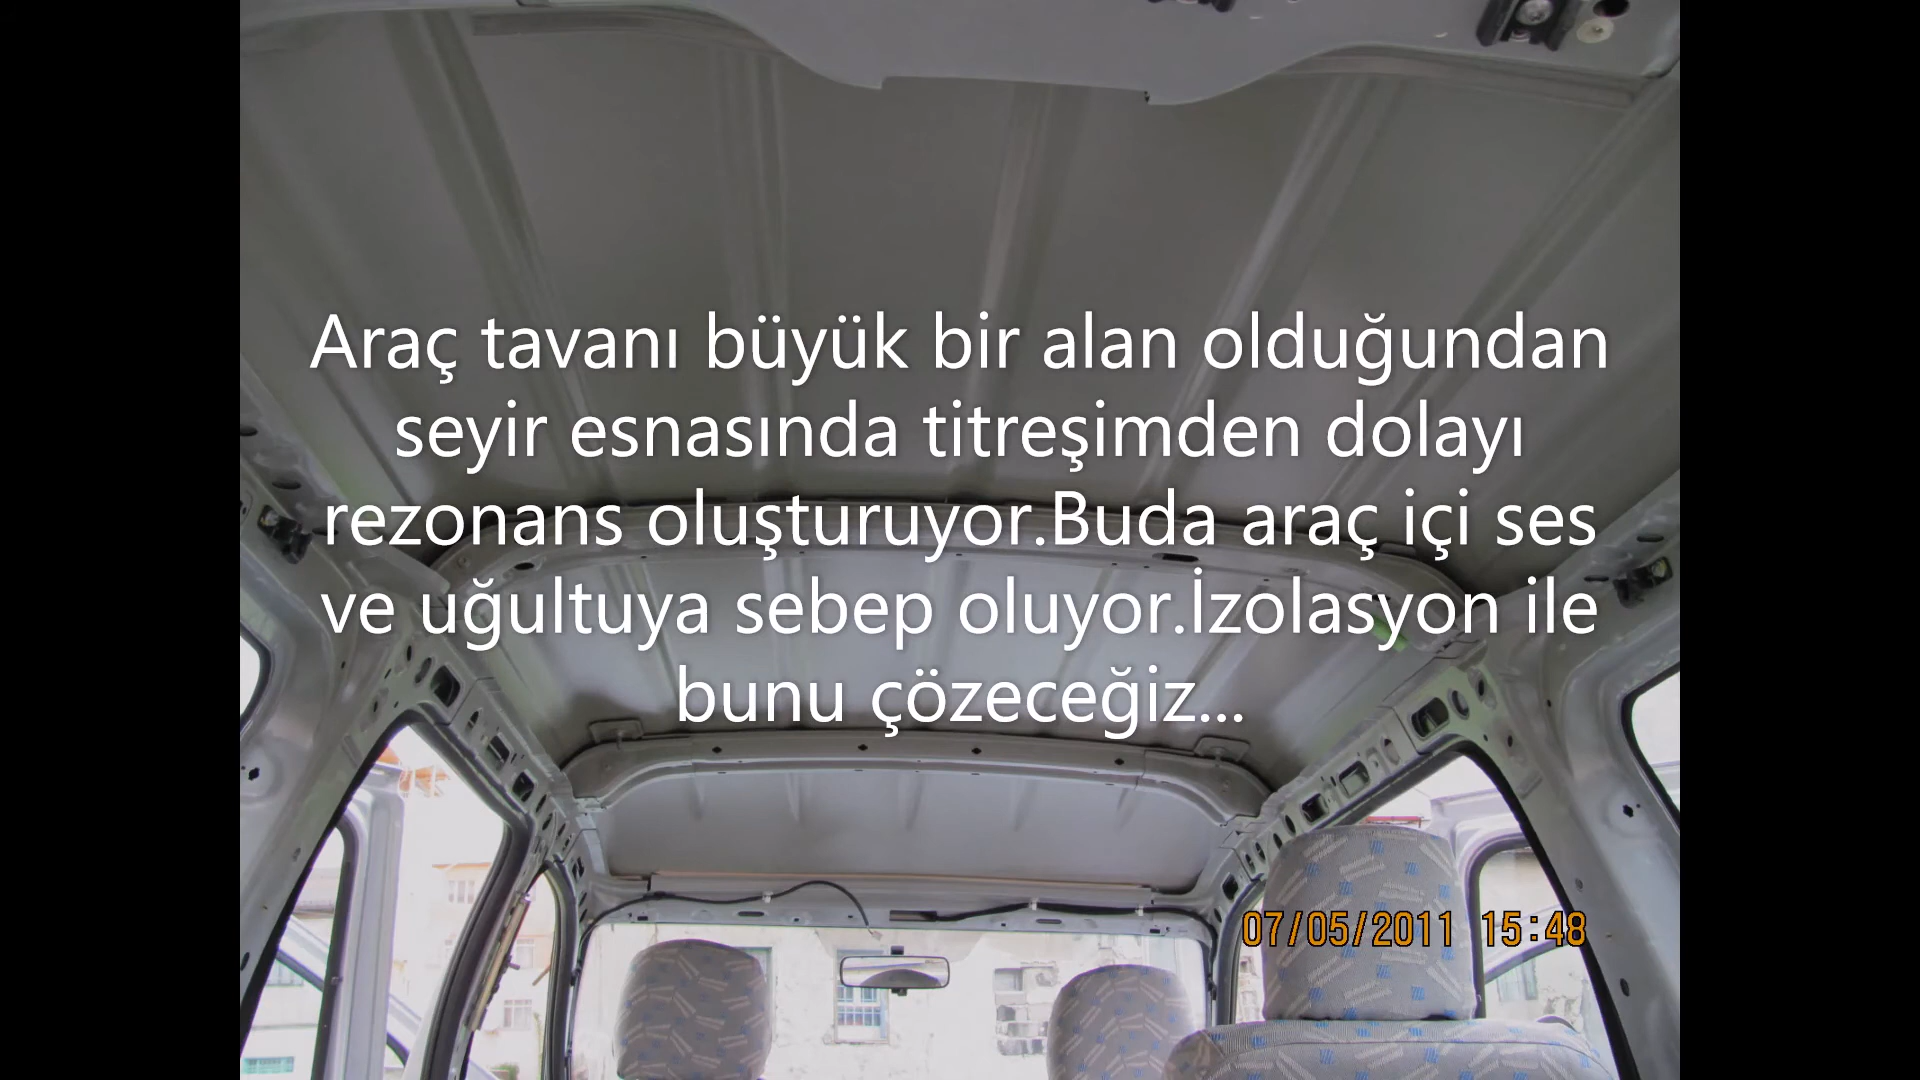 Araç tavanı büyük bir alan olduğundan
seyir esnasında titreşimden dolayı
rezonans oluşturuyor.Buda araç içi ses
ve uğultuya sebep oluyor.İzolasyon ile
bunu çözeceğiz...
07/05/2011 15:48